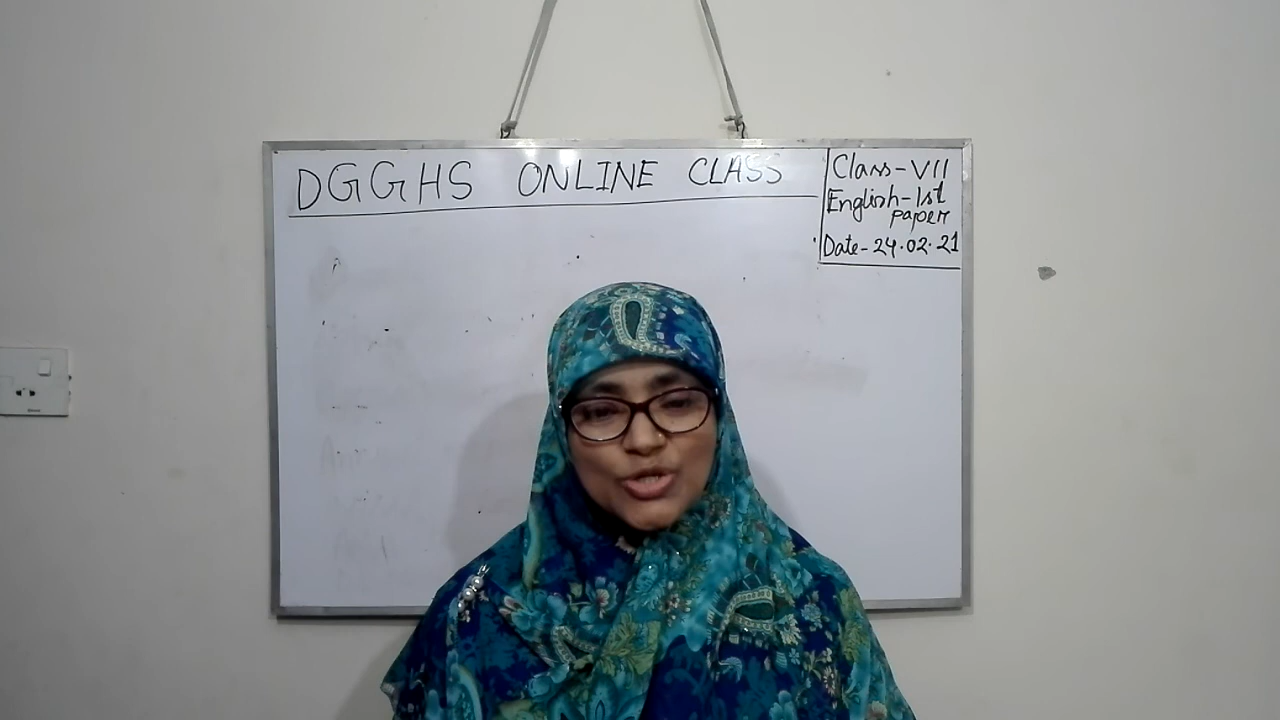 DGGHS ONLINE CLASS
Class-VII
English-1st
paper
Date-24.02.21